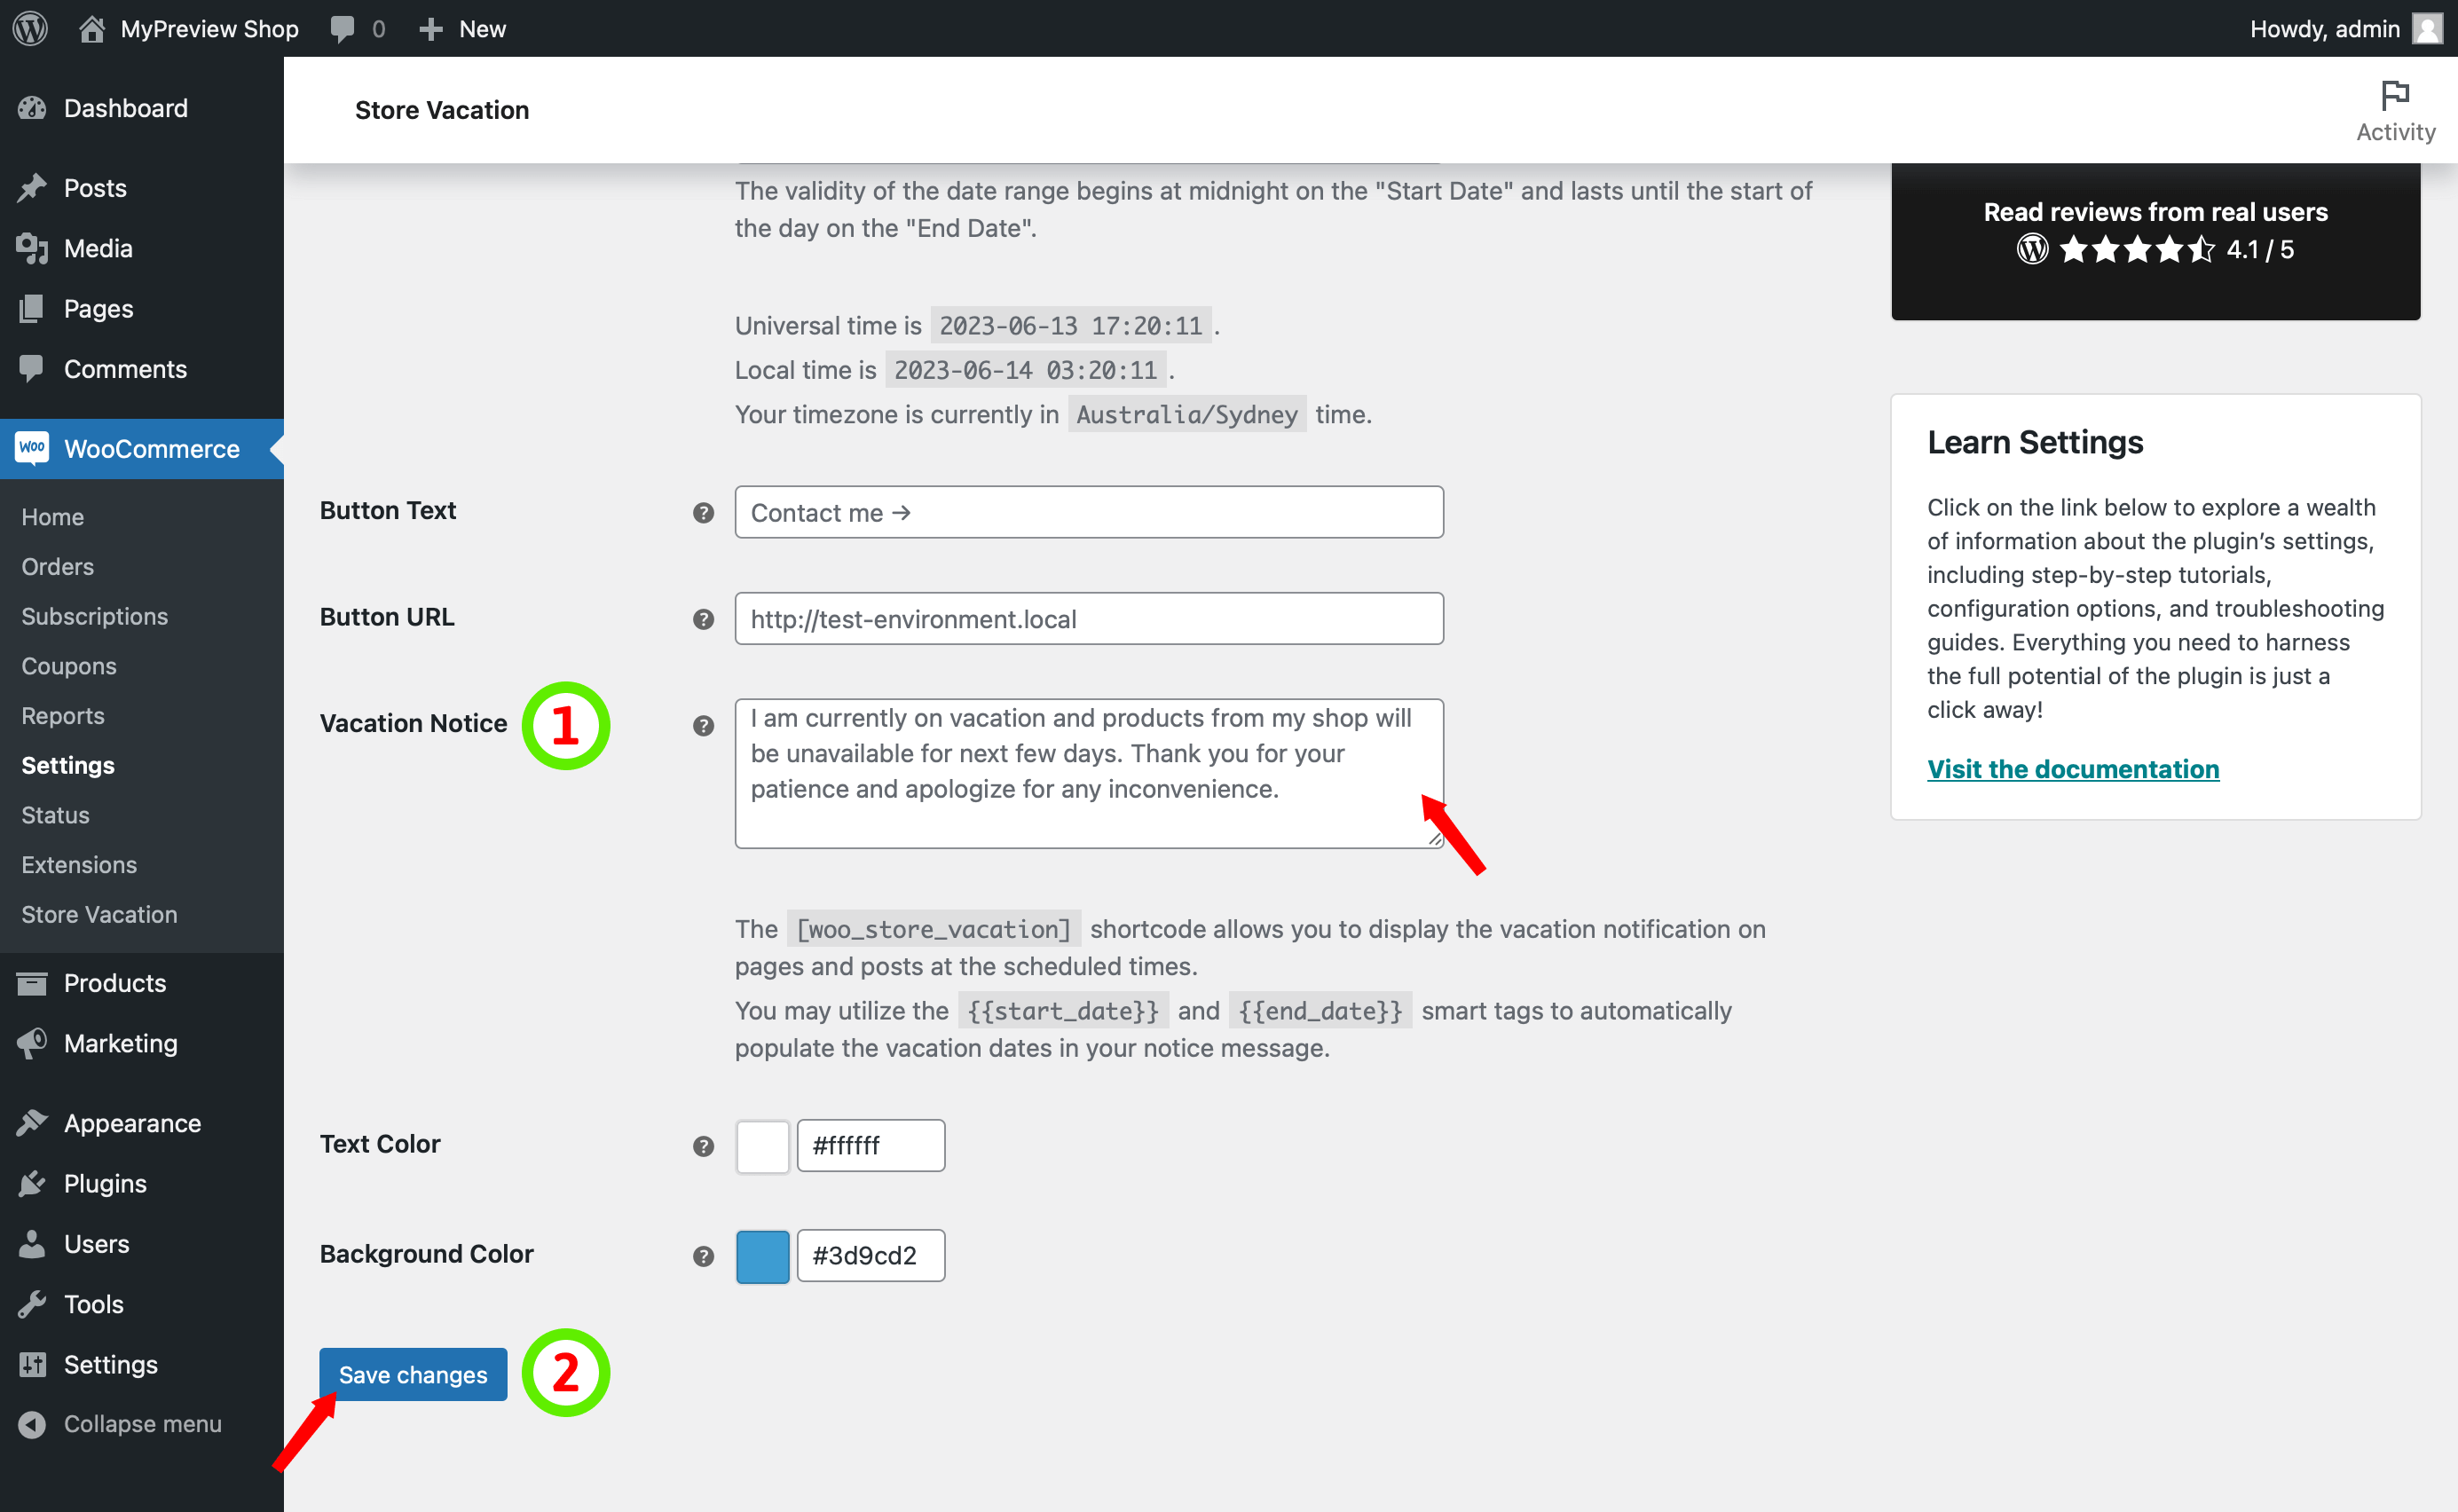 MyPreview Shop 0 + New Howdy, admin
Dashboard
Posts
Media
Pages
Comments
WOO WooCommerce
Home
Orders
Subscriptions
Coupons
Reports
Settings
Status
Extensions
Store Vacation
Products
Marketing
Appearance
Plugins
Users
Tools
Settings
Collapse menu
Store Vacation
Activity
The validity of the date range begins at midnight on the "Start Date" and lasts until the start of
the day on the "End Date".
Universal time is 2023-06-13 17:20:11 .
Local time is 2023-06-14 03:20:11 .
Your timezone is currently in Australia/Sydney time.
Button Text ? Contact me →
Button URL ? http://test-environment.local
Vacation Notice 1 ?
I am currently on vacation and products from my shop will
be unavailable for next few days. Thank you for your
patience and apologize for any inconvenience.
The [woo_store_vacation] shortcode allows you to display the vacation notification on
pages and posts at the scheduled times.
You may utilize the {{start_date}} and {{end_date}} smart tags to automatically
populate the vacation dates in your notice message.
Text Color ? #ffffff
Background Color ? #3d9cd2
Save changes 2
Read reviews from real users
4.1 / 5
Learn Settings
Click on the link below to explore a wealth
of information about the plugin’s settings,
including step-by-step tutorials,
configuration options, and troubleshooting
guides. Everything you need to harness
the full potential of the plugin is just a
click away!
Visit the documentation